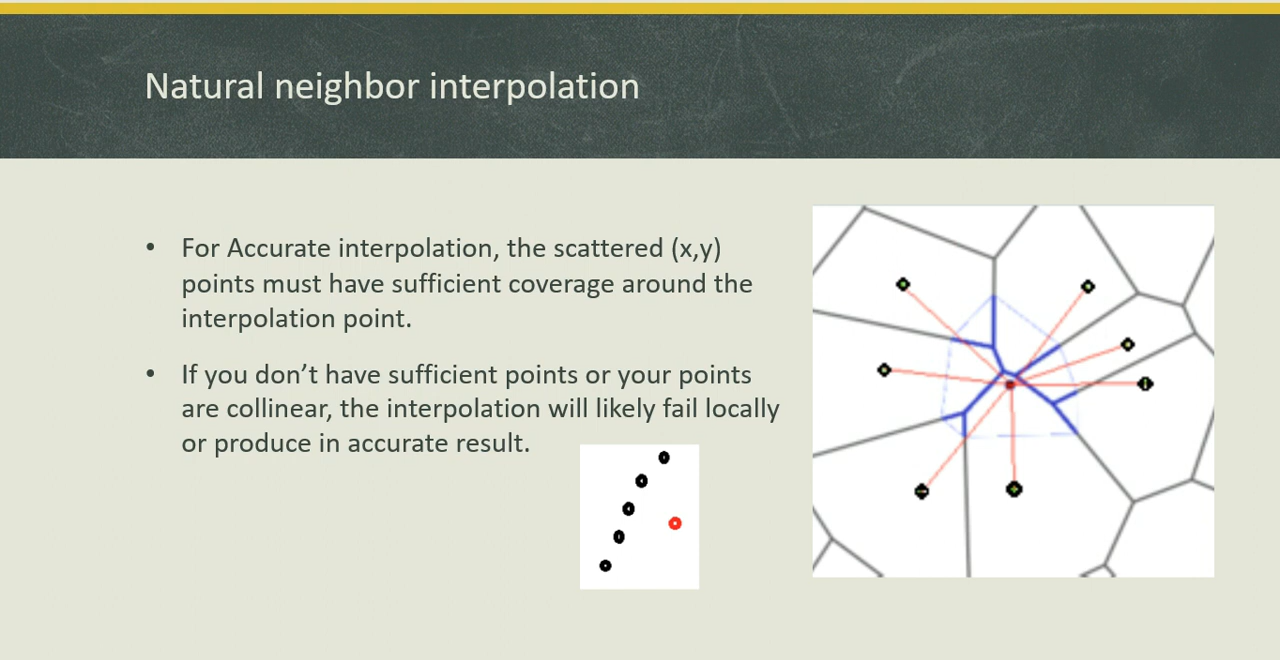 Natural neighbor interpolation
• For Accurate interpolation, the scattered (x,y)
points must have sufficient coverage around the
interpolation point.
• If you don’t have sufficient points or your points
are collinear, the interpolation will likely fail locally
or produce in accurate result.